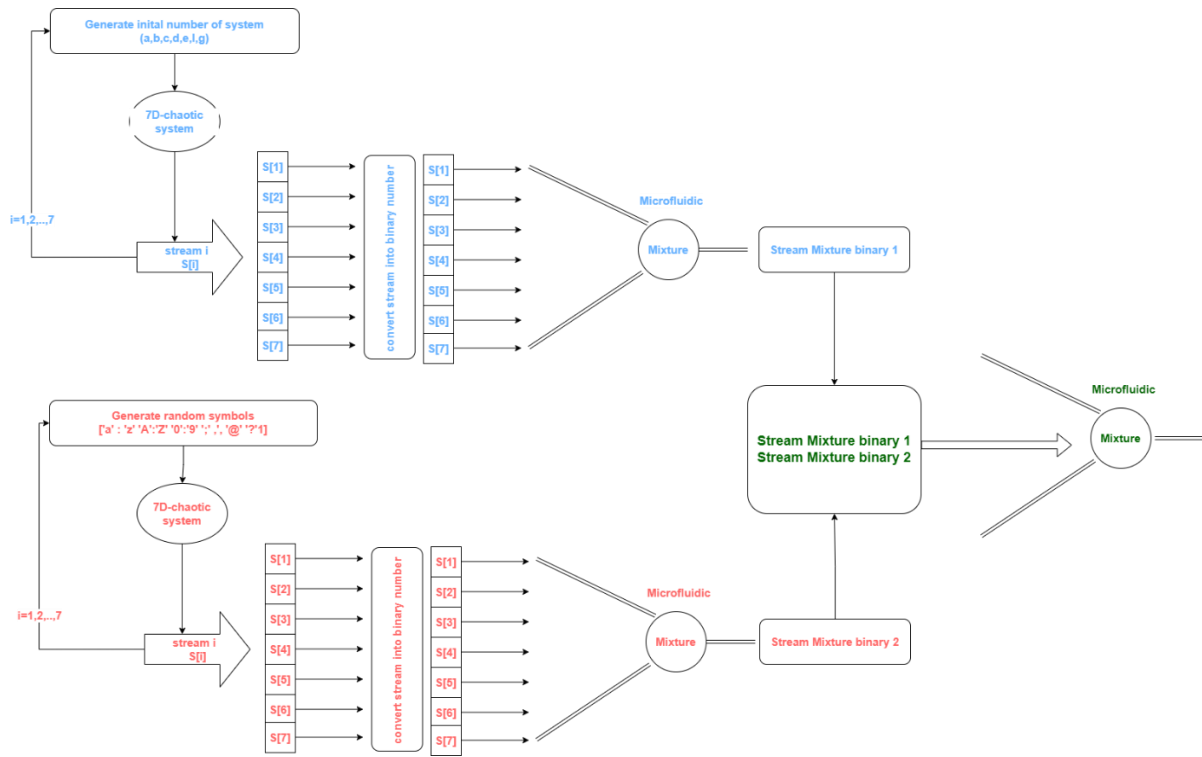 Generate inital number of system
(a,b,c,d,e,l,g)
7D-chaotic
system
i=1,2,..,7
stream i
S[i]
S[1]
S[2]
S[3]
S[4]
S[5]
S[6]
S[7]
convert stream into binary number
S[1]
S[2]
S[3]
S[4]
S[5]
S[6]
S[7]
Microfluidic
Mixture
Stream Mixture binary 1
Generate random symbols
['a' : 'z' 'A':'Z' '0':'9' ';' ,', '@' '?'1]
7D-chaotic
system
i=1,2,..,7
stream i
S[i]
S[1]
S[2]
S[3]
S[4]
S[5]
S[6]
S[7]
convert stream into binary number
S[1]
S[2]
S[3]
S[4]
S[5]
S[6]
S[7]
Microfluidic
Mixture
Stream Mixture binary 2
Stream Mixture binary 1
Stream Mixture binary 2
Microfluidic
Mixture